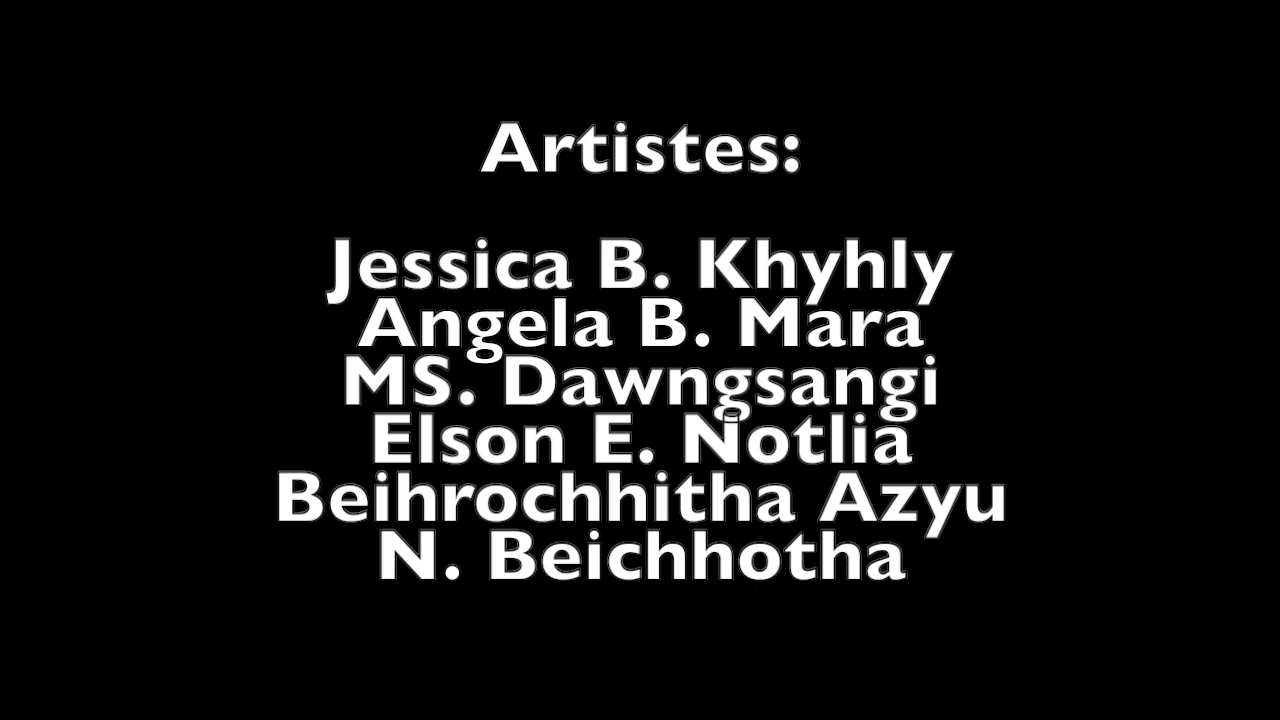 Artistes:
Jessica B. Khyhly
Angela B. Mara
MS. Dawngsangi
Elson E. Notlia
Beihrochhitha Azyu
N. Beichhotha